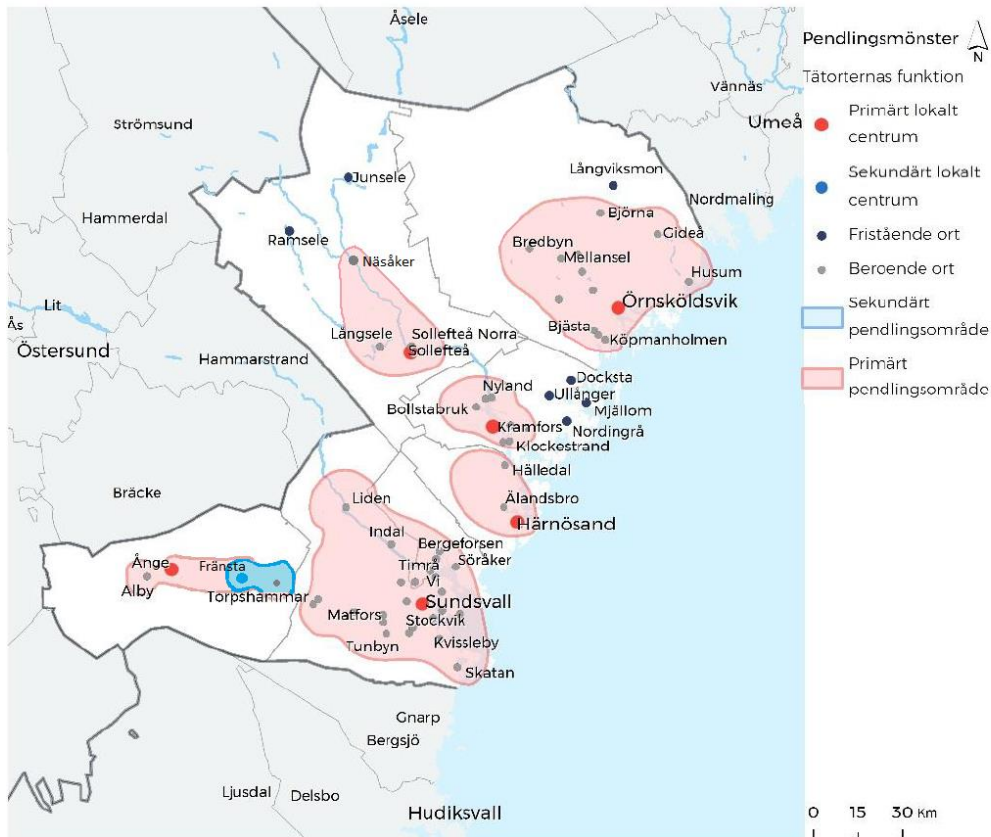 Åsele
Pendlingsmönster
N
Tätorternas funktion
Primärt lokalt
centrum
Sekundärt lokalt
centrum
Fristående ort
Beroende ort
Sekundärt
pendlingsområde
Primärt
pendlingsområde
Vännäs
Umeå
Strömsund
Långviksmon
Junsele
Nordmaling
Hammerdal
Björna
Ramsele
Gideå
Bredbyn
Mellansel
Näsåker
Husum
Örnsköldsvik
Lit
Ås
Bjästa
Långsele
Sollefteå Norra
Köpmanholmen
Östersund
Sollefteå
Hammarstrand
Docksta
Nyland
Ullånger
Bollstabruk
Mjällom
Kramfors
Nordingrå
Klockestrand
Hälledal
Bräcke
Liden
Älandsbro
Härnösand
Indal
Bergeforsen
Söråker
Ånge
Fränsta
Timrå
Alby
Torpshammar
Vi
Sundsvall
Matfors
Stockvik
Tunbyn
Kvissleby
Skatan
Gnarp
Bergsjö
Ljusdal
Delsbo
Hudiksvall
0 15 30 Km